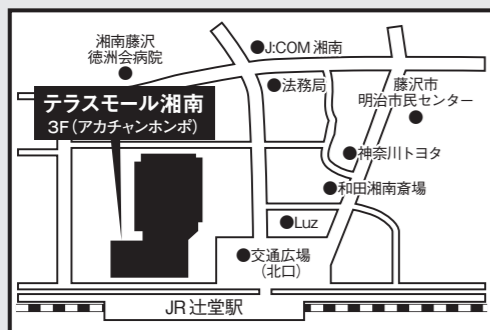 湘南藤沢
徳洲会病院
J:COM 湘南
法務局
藤沢市
明治市民センター
テラスモール湘南
3F(アカチャンホンポ)
神奈川トヨタ
和田湘南斎場
Luz
交通広場
(北口)
JR 辻堂駅